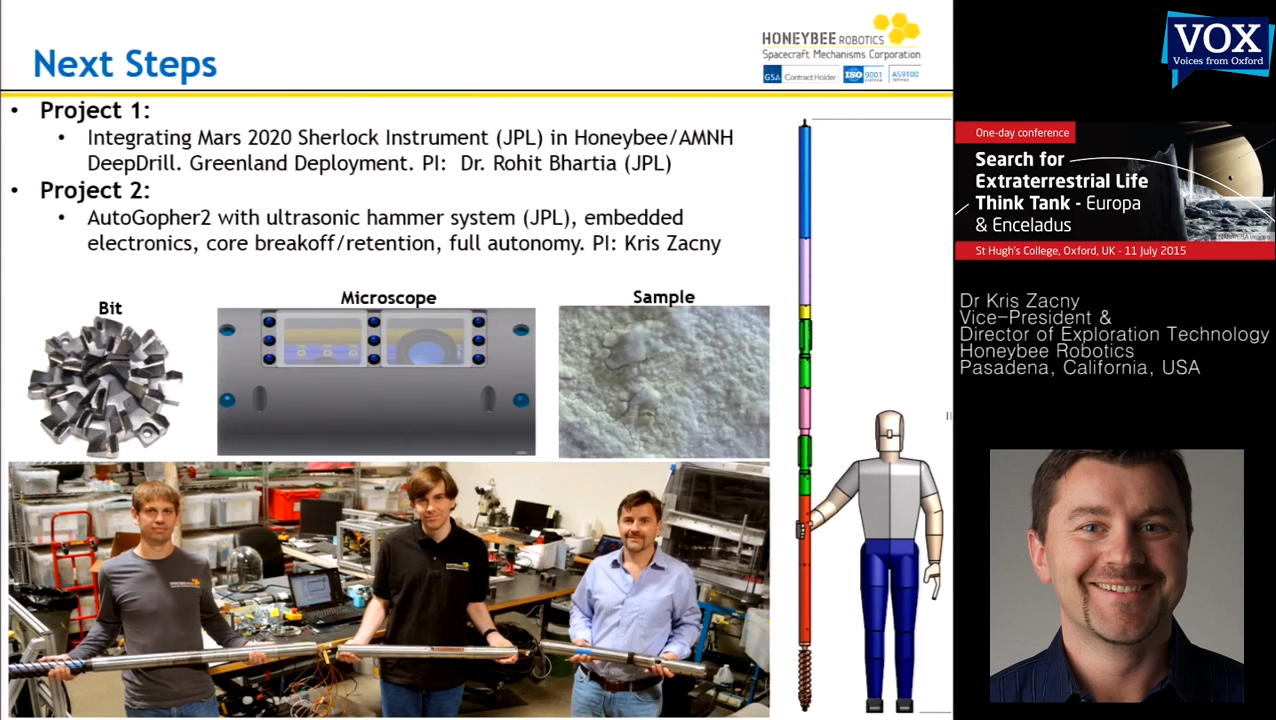 Next Steps
HONEYBEE ROBOTICS
Spacecraft Mechanisms Corporation
GSA Contract Holder ISO 9001 AS9100
• Project 1:
• Integrating Mars 2020 Sherlock Instrument (JPL) in Honeybee/AMNH
DeepDrill. Greenland Deployment. PI: Dr. Rohit Bhartia (JPL)
• Project 2:
• AutoGopher2 with ultrasonic hammer system (JPL), embedded
electronics, core breakoff/retention, full autonomy. PI: Kris Zacny
Bit
Microscope
Sample
VOX
Voices from Oxford
One-day conference
Search for
Extraterrestrial Life
Think Tank - Europa
& Enceladus
St Hugh's College, Oxford, UK - 11 July 2015
Dr Kris Zacny
Vice-President &
Director of Exploration Technology
Honeybee Robotics
Pasadena, California, USA